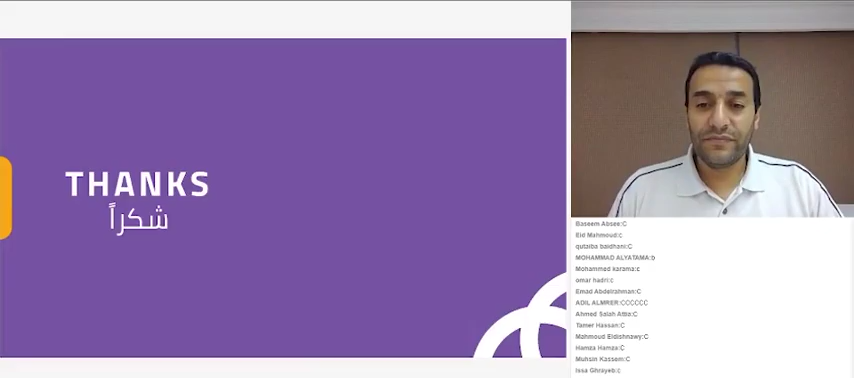 THANKS
شكراً
Baseem Absee:C
Eid Mahmoud:c
qutaiba baidhani:C
MOHAMMAD ALYATAMA:b
Mohammed karama:c
omar hadri:c
Emad Abdelrahman:C
ADIL ALMRER:CCCCCC
Ahmed Salah Attia:C
Tamer Hassan:C
Mahmoud Eldishnawy:C
Hamza Hamza:C
Muhsin Kassem:C
Issa Ghrayeb:c